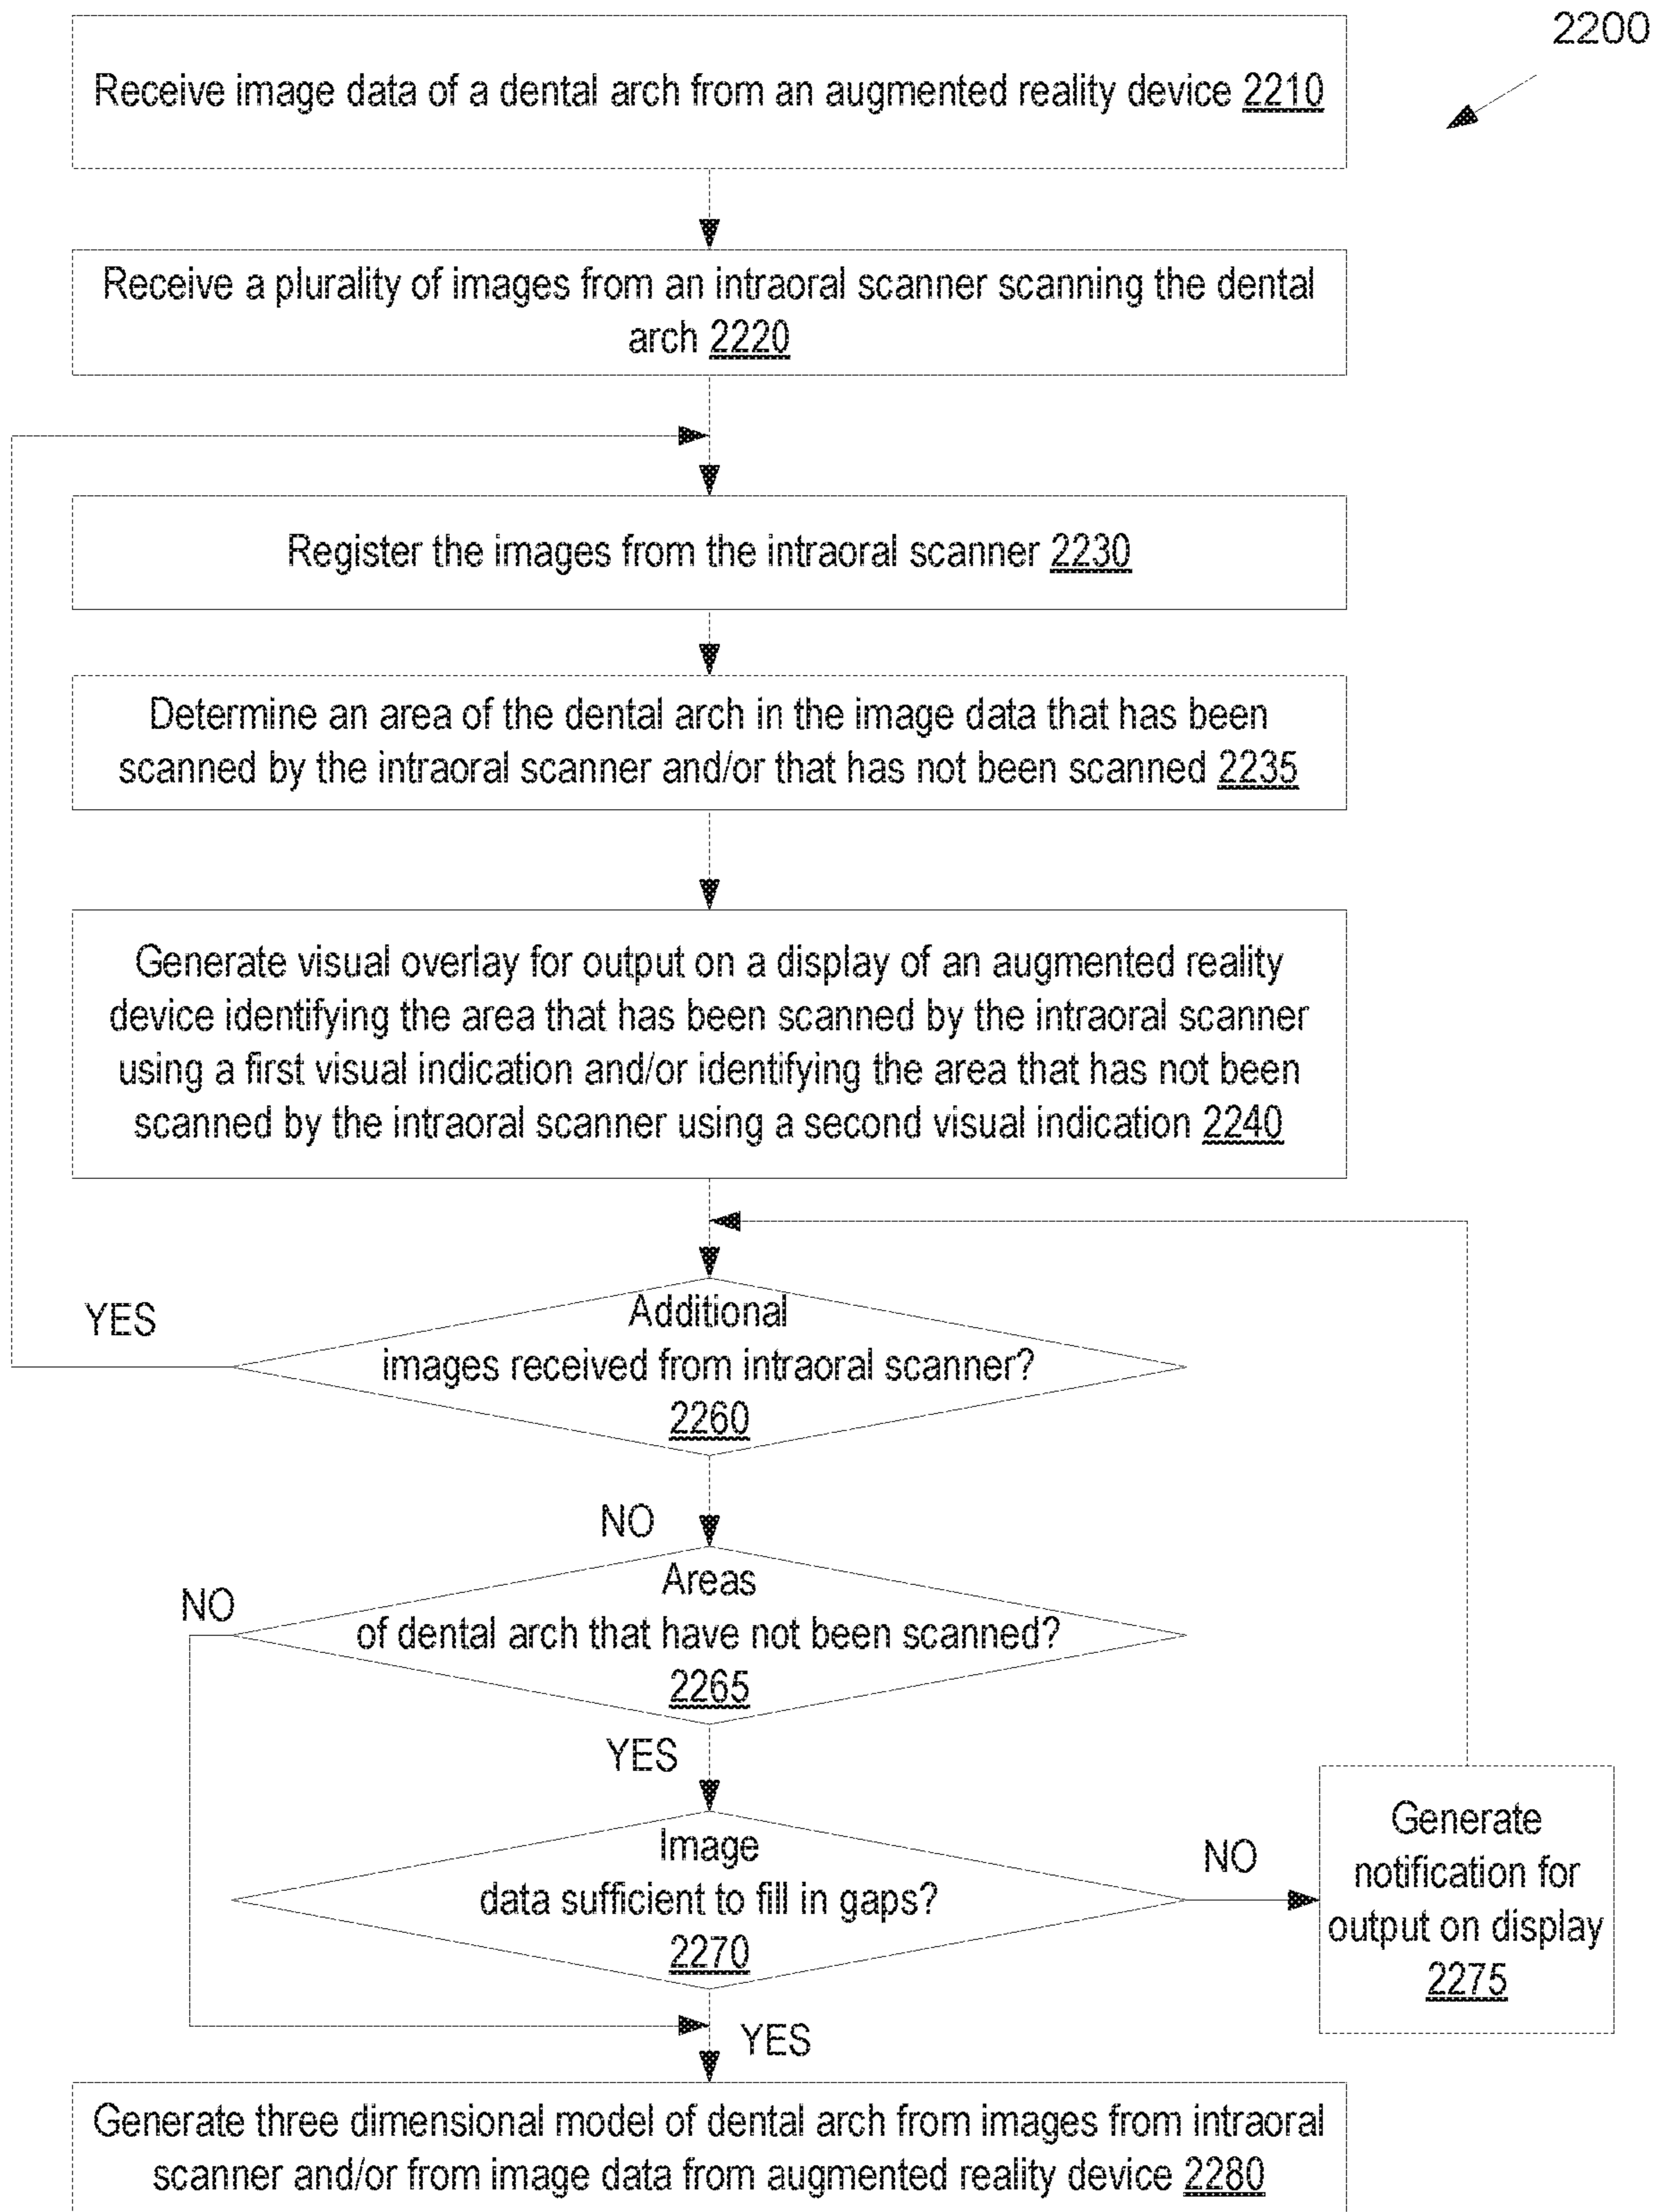 2200
Receive image data of a dental arch from an augmented reality device 2210
Receive a plurality of images from an intraoral scanner scanning the dental
arch 2220
Register the images from the intraoral scanner 2230
Determine an area of the dental arch in the image data that has been
scanned by the intraoral scanner and/or that has not been scanned 2235
Generate visual overlay for output on a display of an augmented reality
device identifying the area that has been scanned by the intraoral scanner
using a first visual indication and/or identifying the area that has not been
scanned by the intraoral scanner using a second visual indication 2240
YES
Additional
images received from intraoral scanner?
2260
NO
NO
Areas
of dental arch that have not been scanned?
2265
YES
Image
data sufficient to fill in gaps?
2270
NO
Generate
notification for
output on display
2275
YES
Generate three dimensional model of dental arch from images from intraoral
scanner and/or from image data from augmented reality device 2280